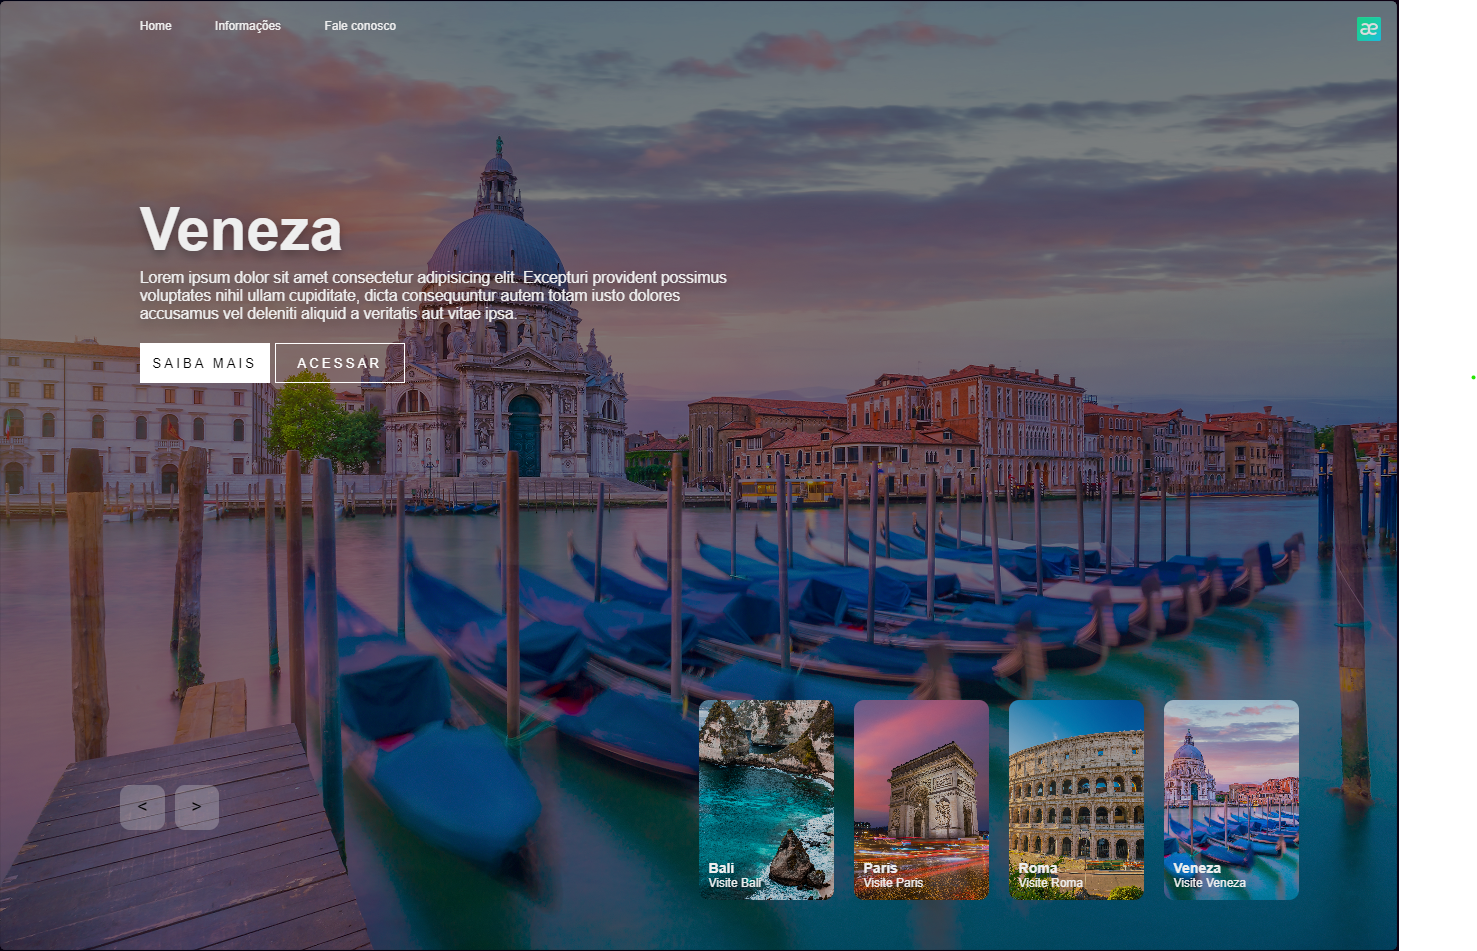 Home Informações Fale conosco
æ
Veneza
Lorem ipsum dolor sit amet consectetur adipisicing elit. Excepturi provident possimus
voluptates nihil ullam cupiditate, dicta consequuntur autem totam iusto dolores
accusamus vel deleniti aliquid a veritatis aut vitae ipsa.
SAIBA MAIS ACESSAR
< >
Bali
Visite Bali
Paris
Visite Paris
Roma
Visite Roma
Veneza
Visite Veneza